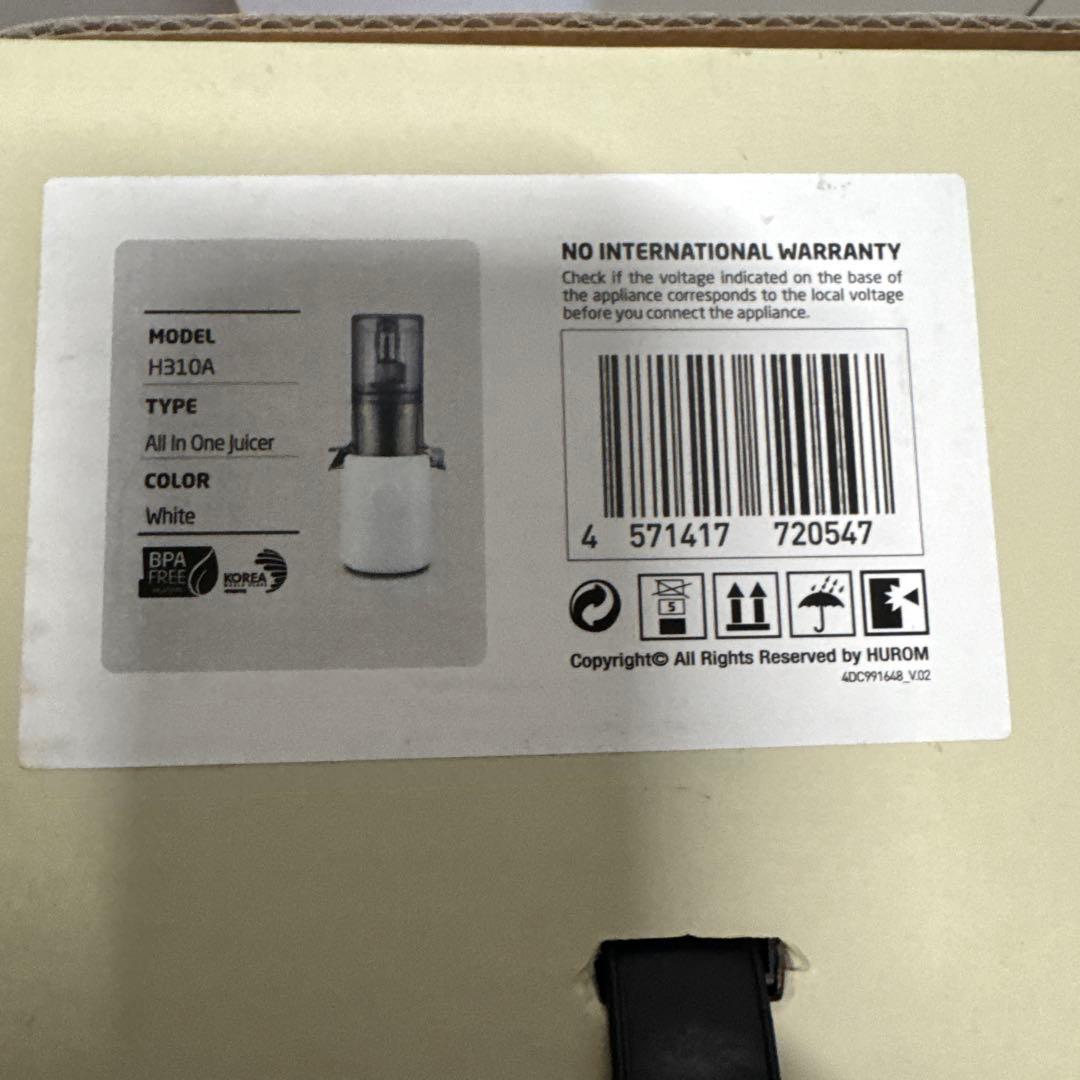 MODEL
H310A
TYPE
All In One Juicer
COLOR
White
BPA
FREE
KOREA
NO INTERNATIONAL WARRANTY
Check if the voltage indicated on the base of
the appliance corresponds to the local voltage
before you connect the appliance.
4 571417 720547
5
Copyright© All Rights Reserved by HUROM
4DC991648_V.02